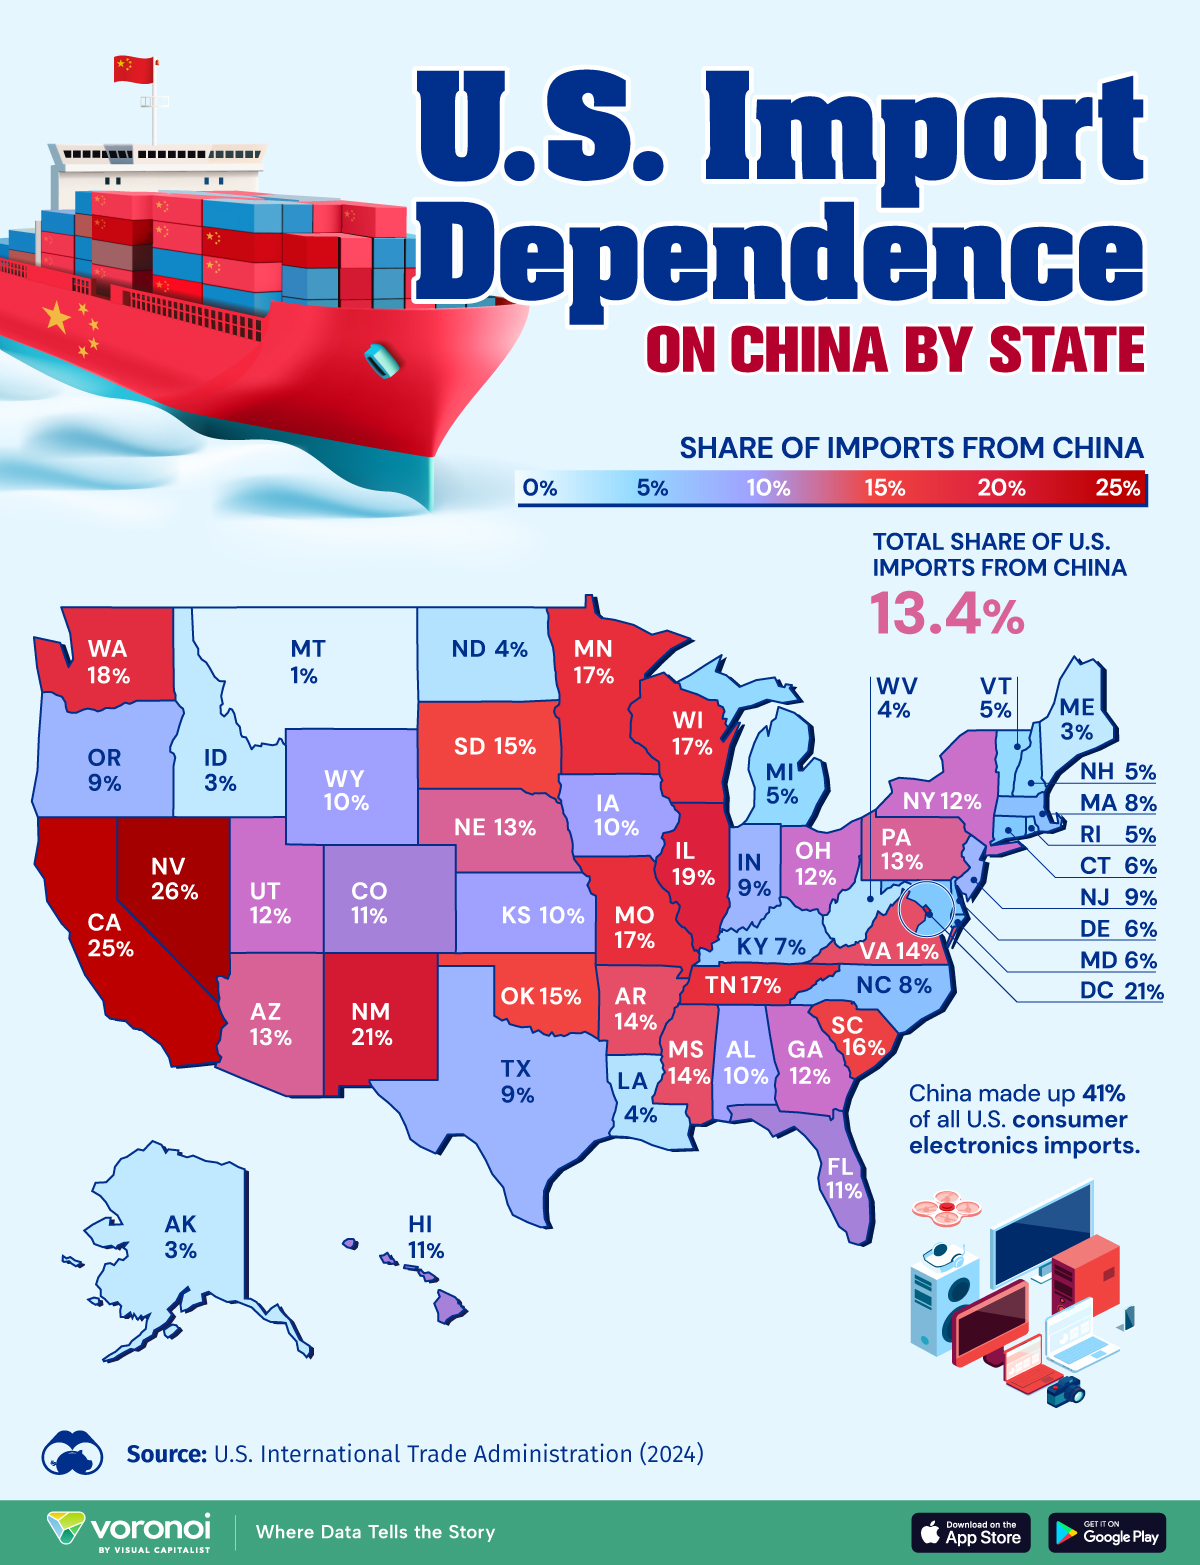 U.S. Import
Dependence
ON CHINA BY STATE
SHARE OF IMPORTS FROM CHINA
0% 5% 10% 15% 20% 25%
TOTAL SHARE OF U.S.
IMPORTS FROM CHINA
13.4%
WA
18%
MT
1%
ND 4%
MN
17%
OR
9%
ID
3%
WY
10%
SD 15%
WI
17%
MI
5%
WV
4%
VT
5%
ME
3%
NH 5%
MA 8%
RI 5%
CT 6%
NJ 9%
DE 6%
MD 6%
DC 21%
NY 12%
PA
13%
NV
26%
CA
25%
UT
12%
CO
11%
NE 13%
IA
10%
KS 10%
IL
19%
MO
17%
IN
9%
OH
12%
KY 7%
VA 14%
AZ
13%
NM
21%
OK 15%
AR
14%
TN 17%
NC 8%
SC
16%
TX
9%
LA
4%
MS
14%
AL
10%
GA
12%
FL
11%
AK
3%
HI
11%
China made up 41%
of all U.S. consumer
electronics imports.
Source: U.S. International Trade Administration (2024)
voronoi
BY VISUAL CAPITALIST
Where Data Tells the Story
Download on the
App Store
GET IT ON
Google Play